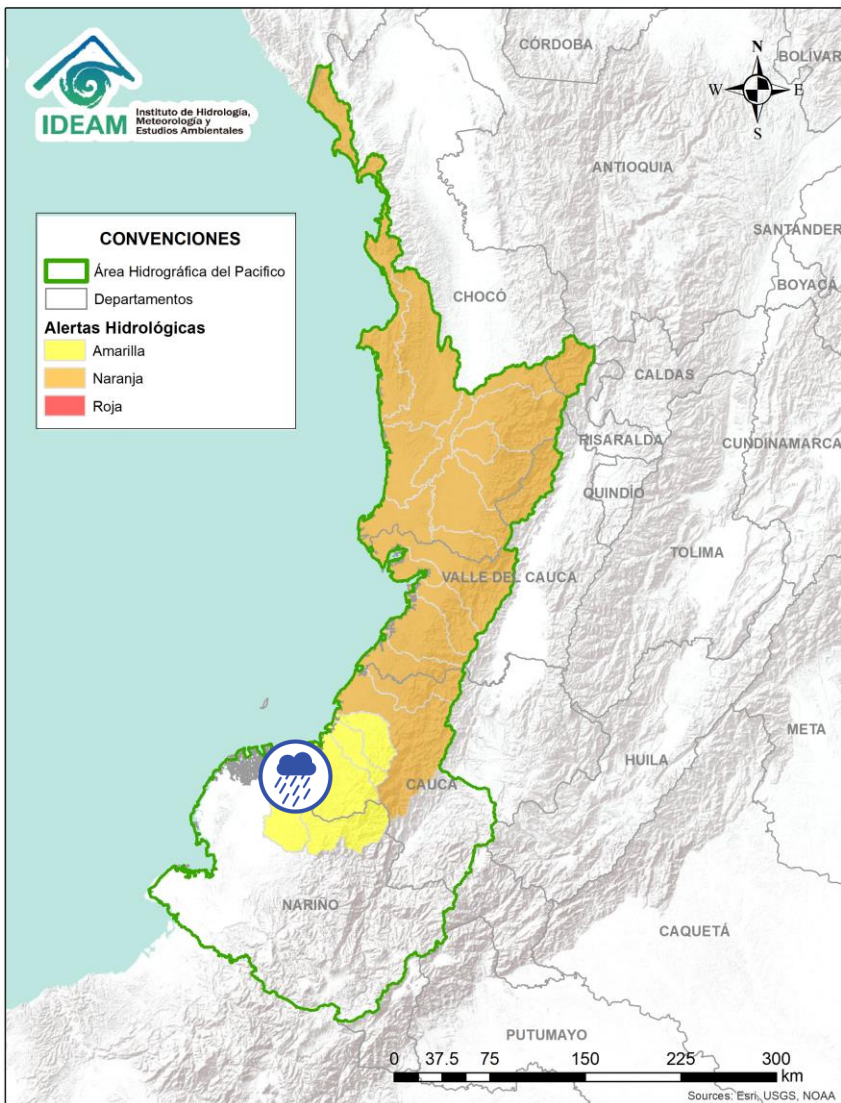 IDEAM
Instituto de Hidrología,
Meteorología y
Estudios Ambientales
N
W
E
S
CÓRDOBA
BOLÍVAR
ANTIOQUIA
SANTANDER
BOYACÁ
CHOCÓ
CALDAS
RISARALDA
CUNDINAMARCA
QUINDÍO
TOLIMA
VALLE DEL CAUCA
META
HUILA
CAUCA
NARIÑO
CAQUETÁ
PUTUMAYO
CONVENCIONES
Área Hidrográfica del Pacifico
Departamentos
Alertas Hidrológicas
Amarilla
Naranja
Roja
0 37.5 75 150 225 300
km
Sources: Esri, USGS, NOAA